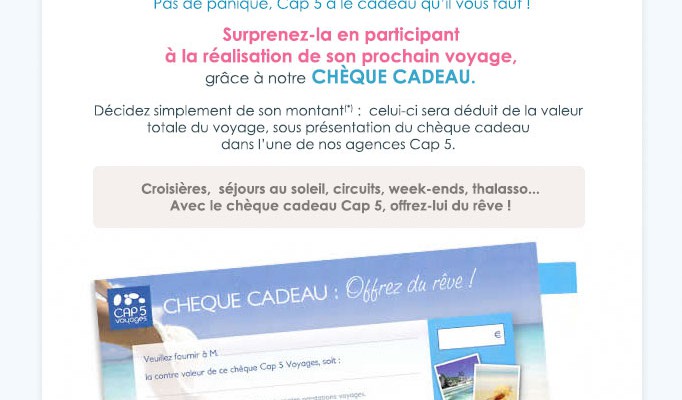 Pas de panique, Cap 5 a le cadeau qu'il vous faut !
Surprenez-la en participant
à la réalisation de son prochain voyage,
grâce à notre CHÈQUE CADEAU.
Décidez simplement de son montant(*) : celui-ci sera déduit de la valeur
totale du voyage, sous présentation du chèque cadeau
dans l'une de nos agences Cap 5.
Croisières, séjours au soleil, circuits, week-ends, thalasso...
Avec le chèque cadeau Cap 5, offrez-lui du rêve !
CAP 5
voyages
CHEQUE CADEAU : Offrez du rêve !
€
Veuillez fournir à M.
la contre valeur de ce chèque Cap 5 Voyages, soit :
prestations voyages,